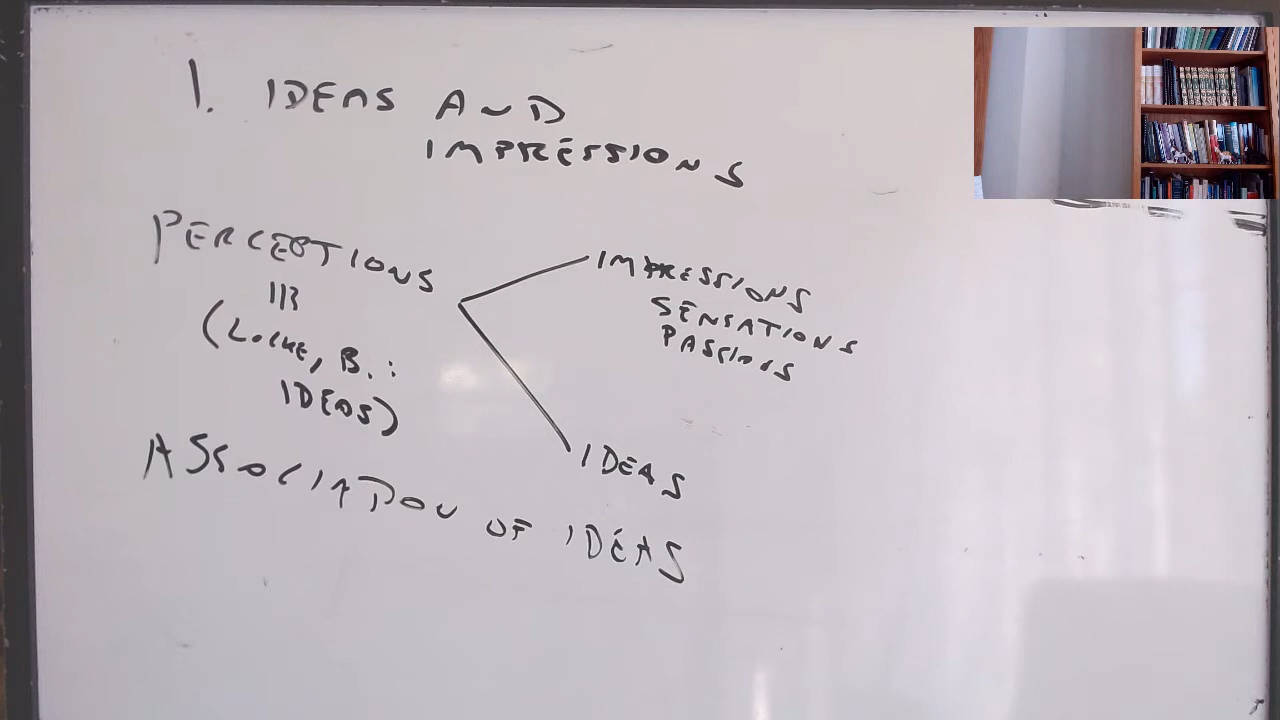 1. IDEAS AND
IMPRESSIONS
PERCEPTIONS
(LOCKE, B.:
IDEAS)
IMPRESSIONS
SENSATIONS
PASSIONS
IDEAS
ASSOCIATION OF IDEAS